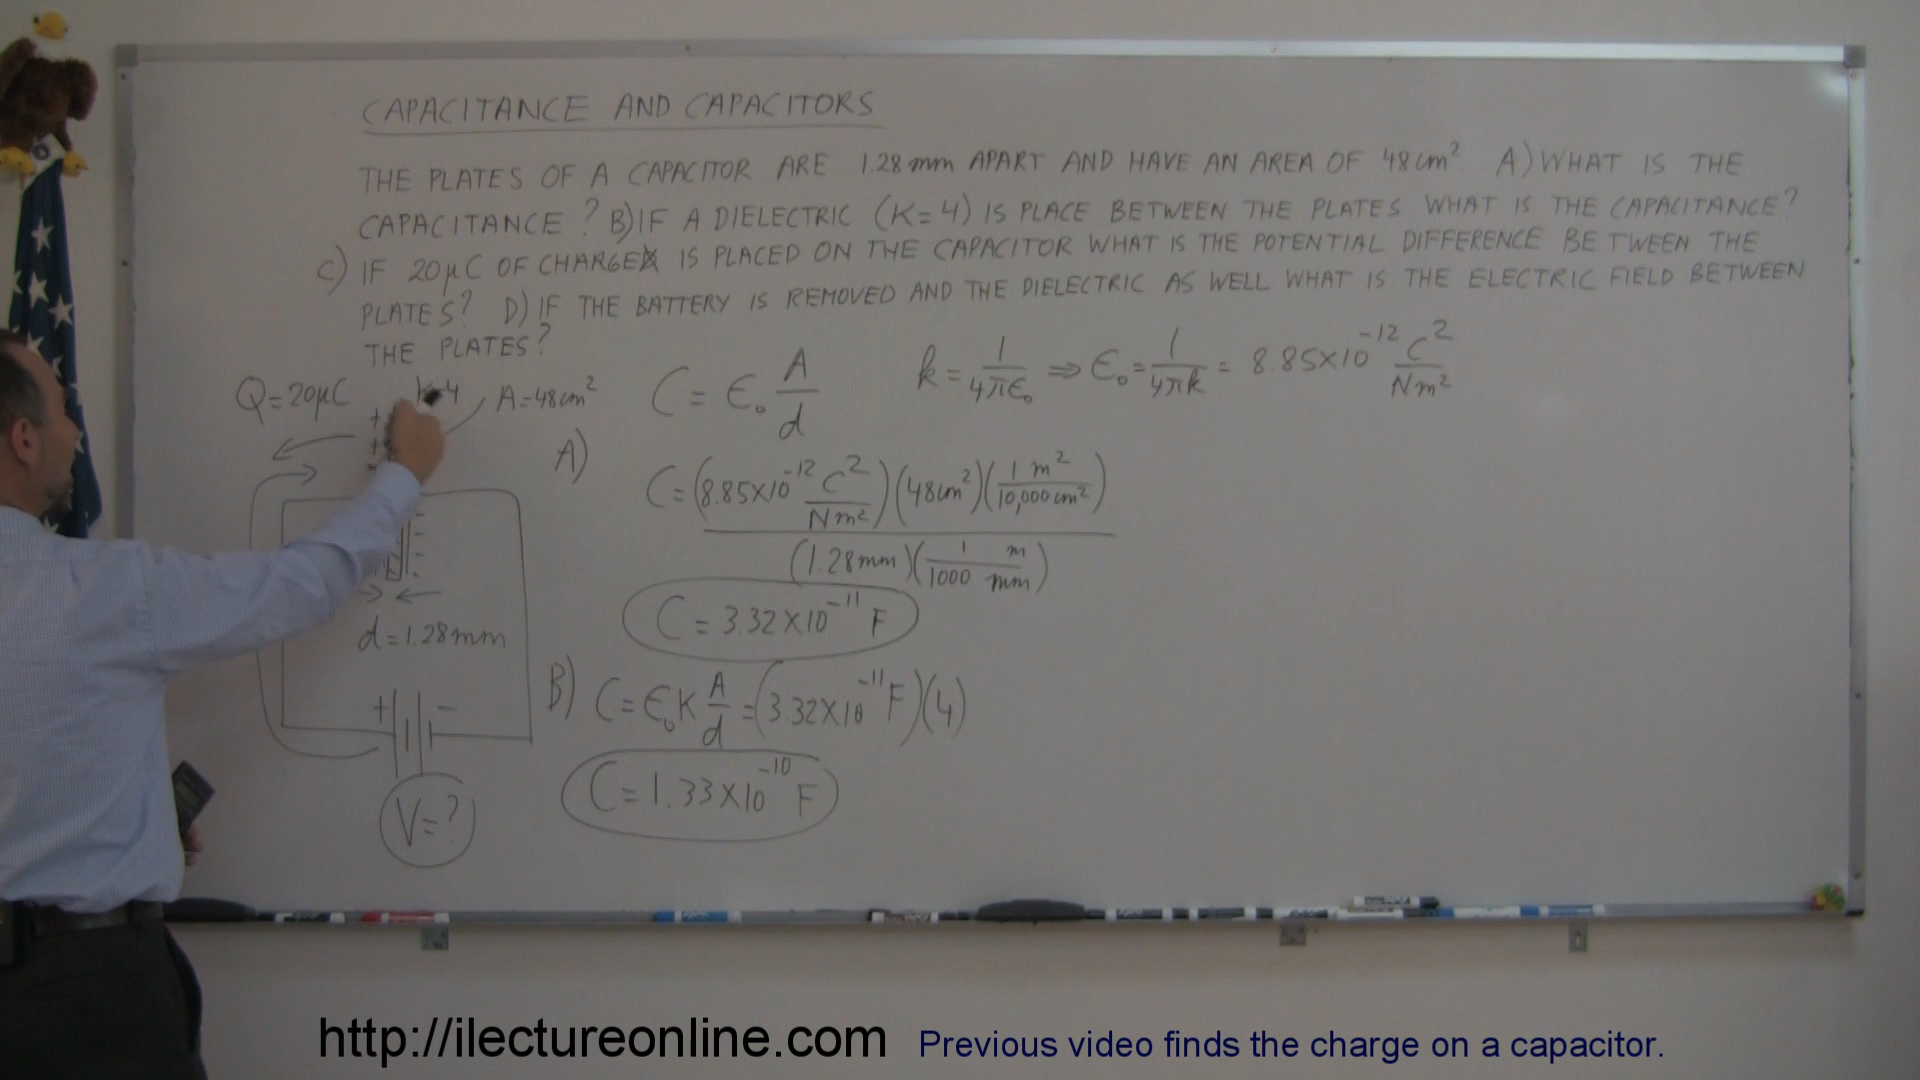 CAPACITANCE AND CAPACITORS
THE PLATES OF A CAPACITOR ARE 1.28mm APART AND HAVE AN AREA OF 48cm². A) WHAT IS THE
CAPACITANCE? B) IF A DIELECTRIC (K=4) IS PLACE BETWEEN THE PLATES WHAT IS THE CAPACITANCE?
C) IF 20μC OF CHARGE IS PLACED ON THE CAPACITOR WHAT IS THE POTENTIAL DIFFERENCE BETWEEN THE
PLATES? D) IF THE BATTERY IS REMOVED AND THE DIELECTRIC AS WELL WHAT IS THE ELECTRIC FIELD BETWEEN
THE PLATES?
Q=20μC
A=48cm²
d=1.28mm
+ -
V=?
C = ϵ₀ A/d
k = 1/4πϵ₀ ⇒ ϵ₀ = 1/4πk = 8.85×10⁻¹² C²/Nm²
A)
C = (8.85×10⁻¹² C²/Nm²)(48cm²)(1 m²/10,000cm²)
(1.28mm)(1 m/1000 mm)
C = 3.32×10⁻¹¹ F
B) C = ϵ₀K A/d = (3.32×10⁻¹¹ F)(4)
C = 1.33×10⁻¹⁰ F
http://ilectureonline.com Previous video finds the charge on a capacitor.